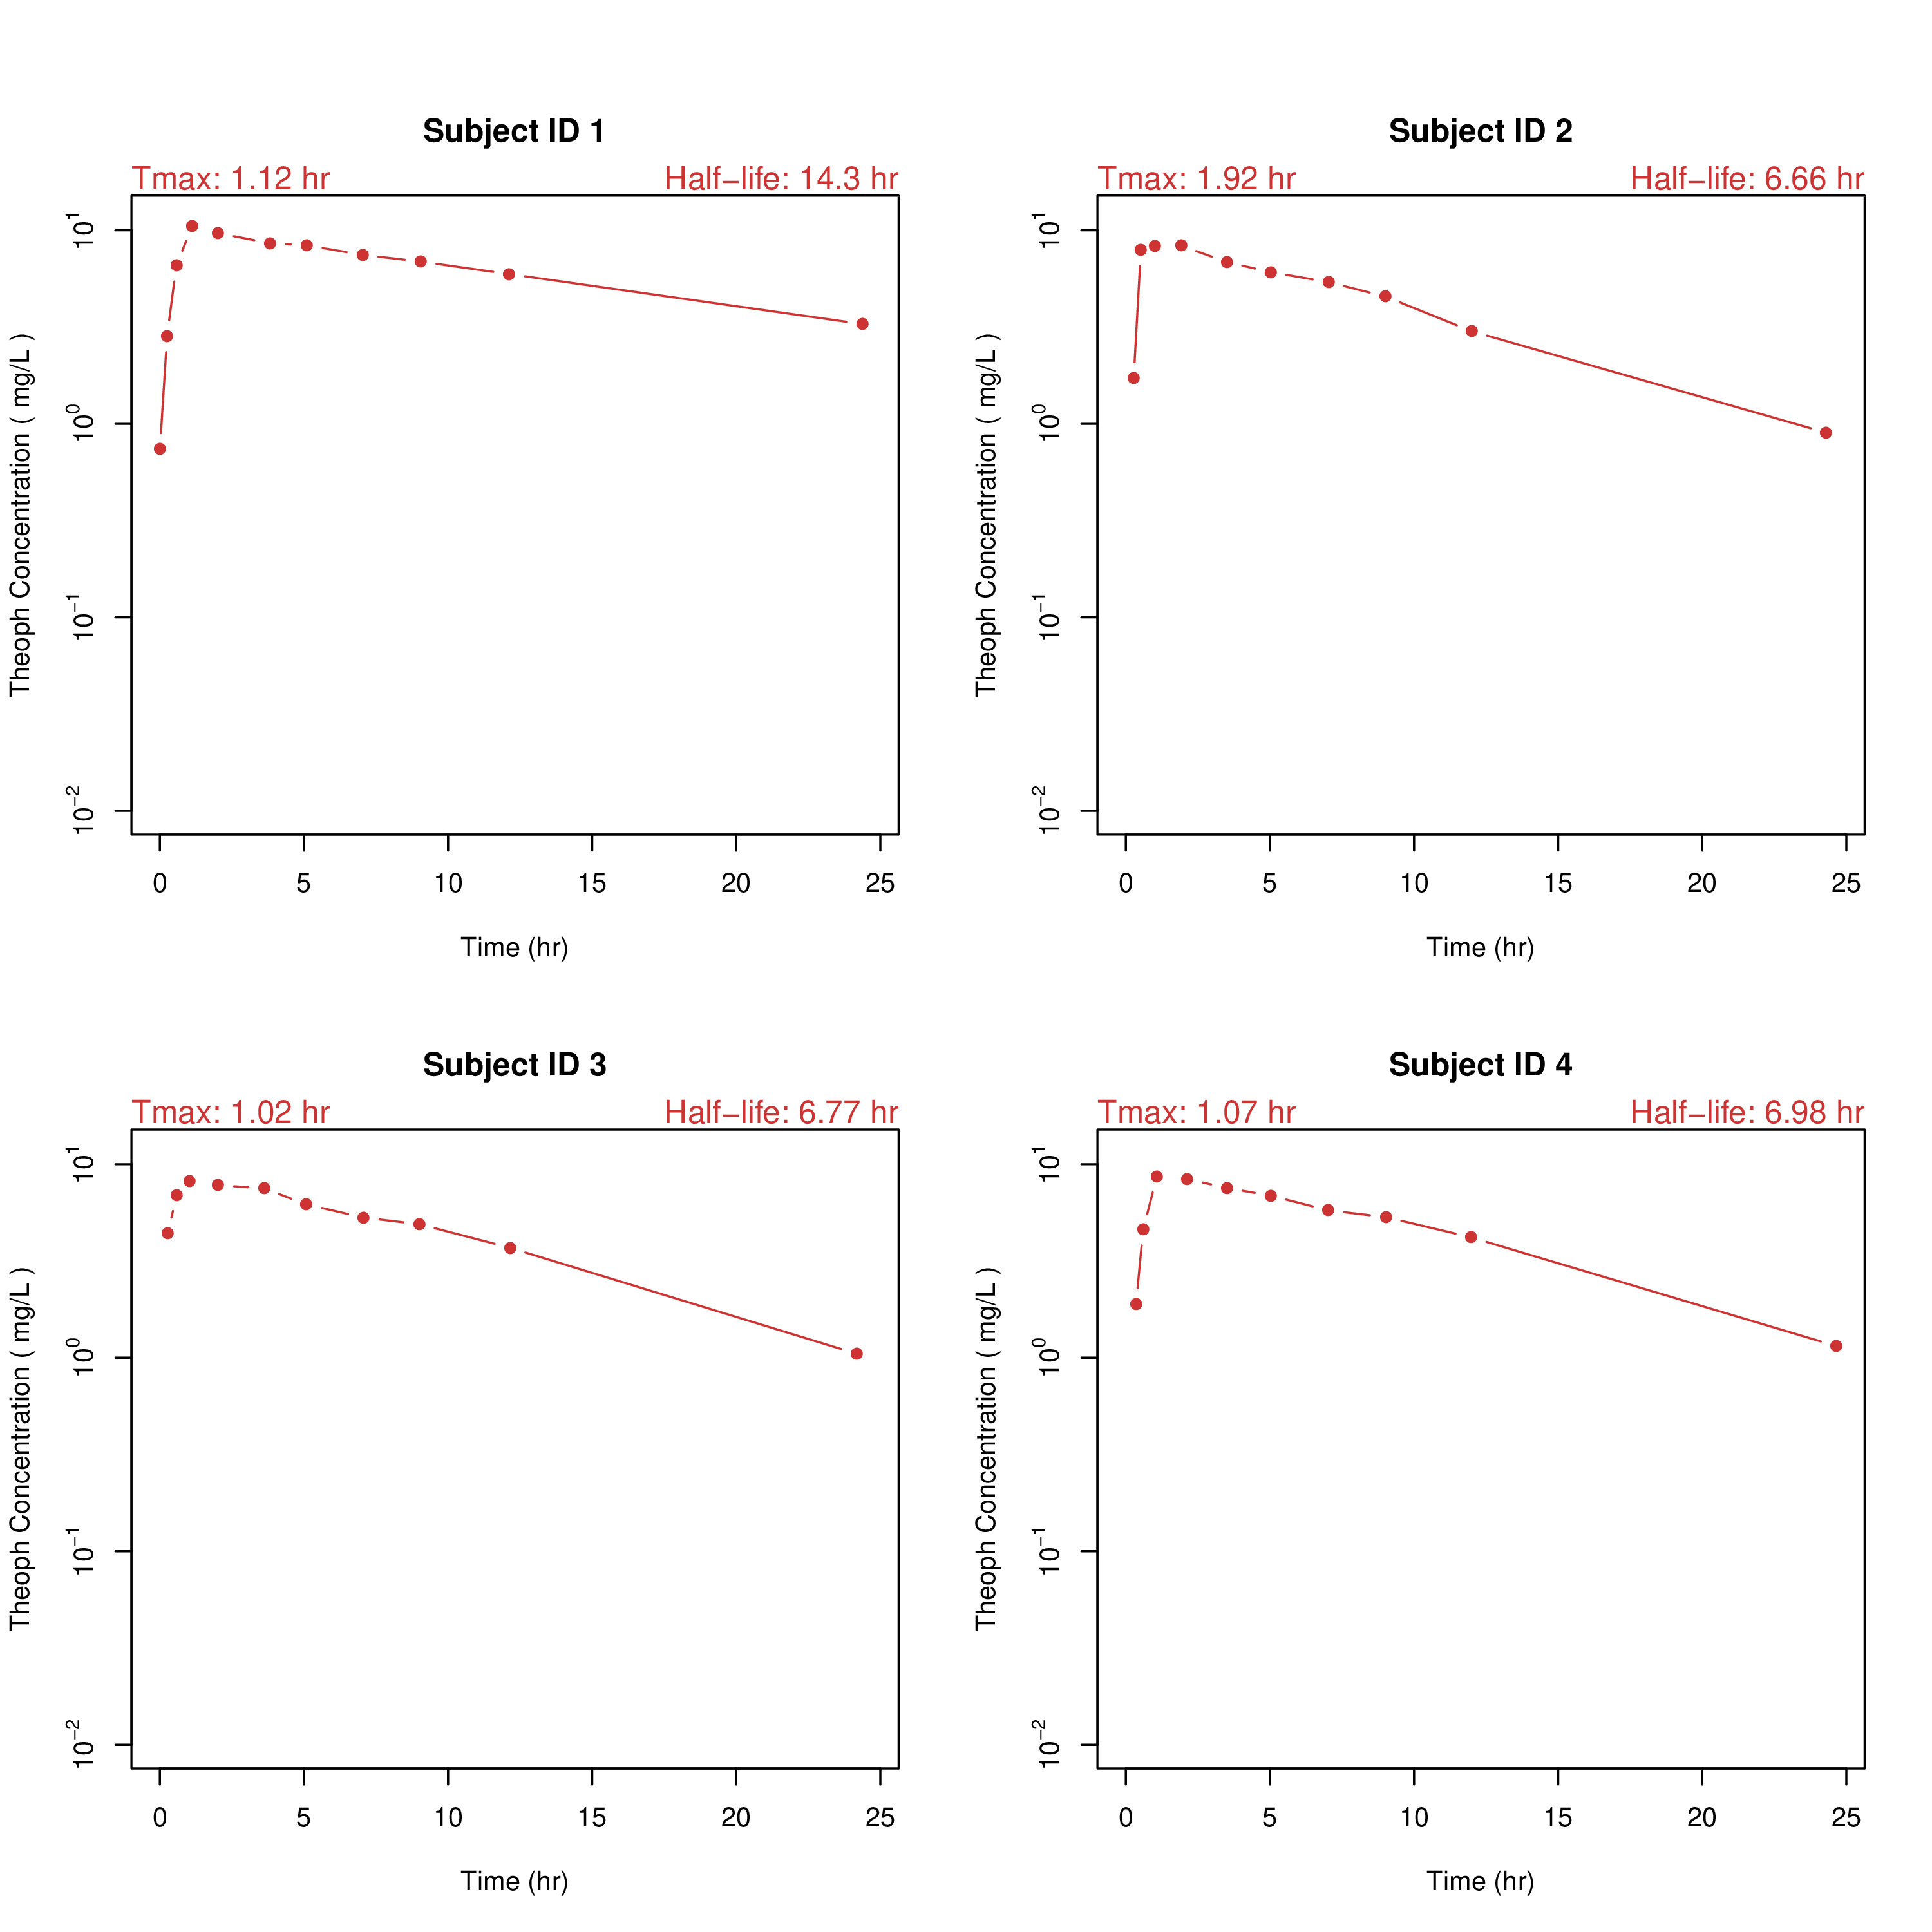 Subject ID 1
Tmax: 1.12 hr Half−life: 14.3 hr
Theoph Concentration ( mg/L )
10^1
10^0
10^−1
10^−2
0 5 10 15 20 25
Time (hr)
Subject ID 2
Tmax: 1.92 hr Half−life: 6.66 hr
Theoph Concentration ( mg/L )
10^1
10^0
10^−1
10^−2
0 5 10 15 20 25
Time (hr)
Subject ID 3
Tmax: 1.02 hr Half−life: 6.77 hr
Theoph Concentration ( mg/L )
10^1
10^0
10^−1
10^−2
0 5 10 15 20 25
Time (hr)
Subject ID 4
Tmax: 1.07 hr Half−life: 6.98 hr
Theoph Concentration ( mg/L )
10^1
10^0
10^−1
10^−2
0 5 10 15 20 25
Time (hr)